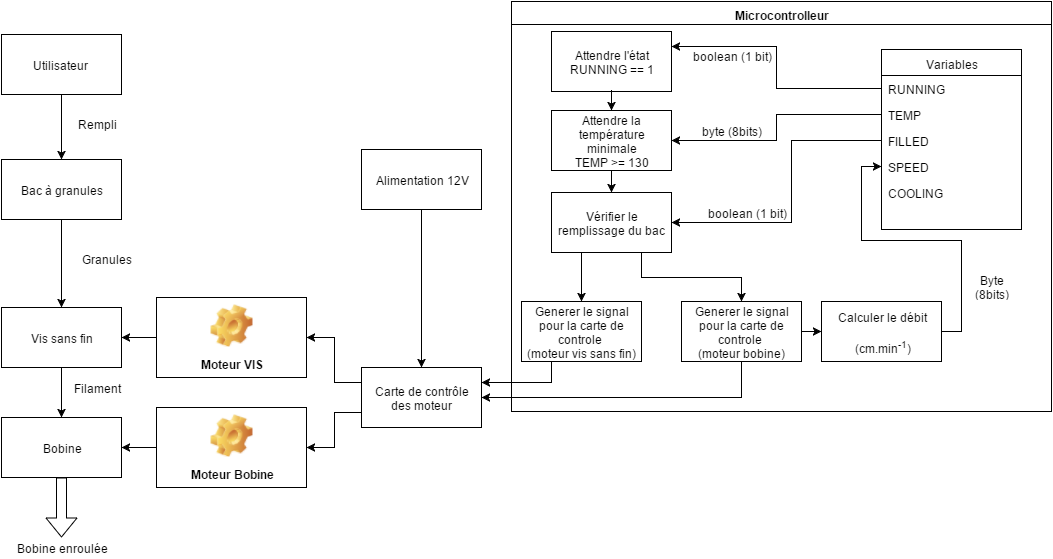 Microcontrolleur
Utilisateur
Rempli
Bac à granules
Granules
Vis sans fin
Filament
Bobine
Bobine enroulée
Moteur VIS
Moteur Bobine
Alimentation 12V
Carte de contrôle
des moteur
Attendre l'état
RUNNING == 1
boolean (1 bit)
Attendre la
température
minimale
TEMP >= 130
byte (8bits)
Vérifier le
remplissage du bac
boolean (1 bit)
Variables
RUNNING
TEMP
FILLED
SPEED
COOLING
Generer le signal
pour la carte de
controle
(moteur vis sans fin)
Generer le signal
pour la carte de
controle
(moteur bobine)
Calculer le débit
(cm.min-1)
Byte
(8bits)